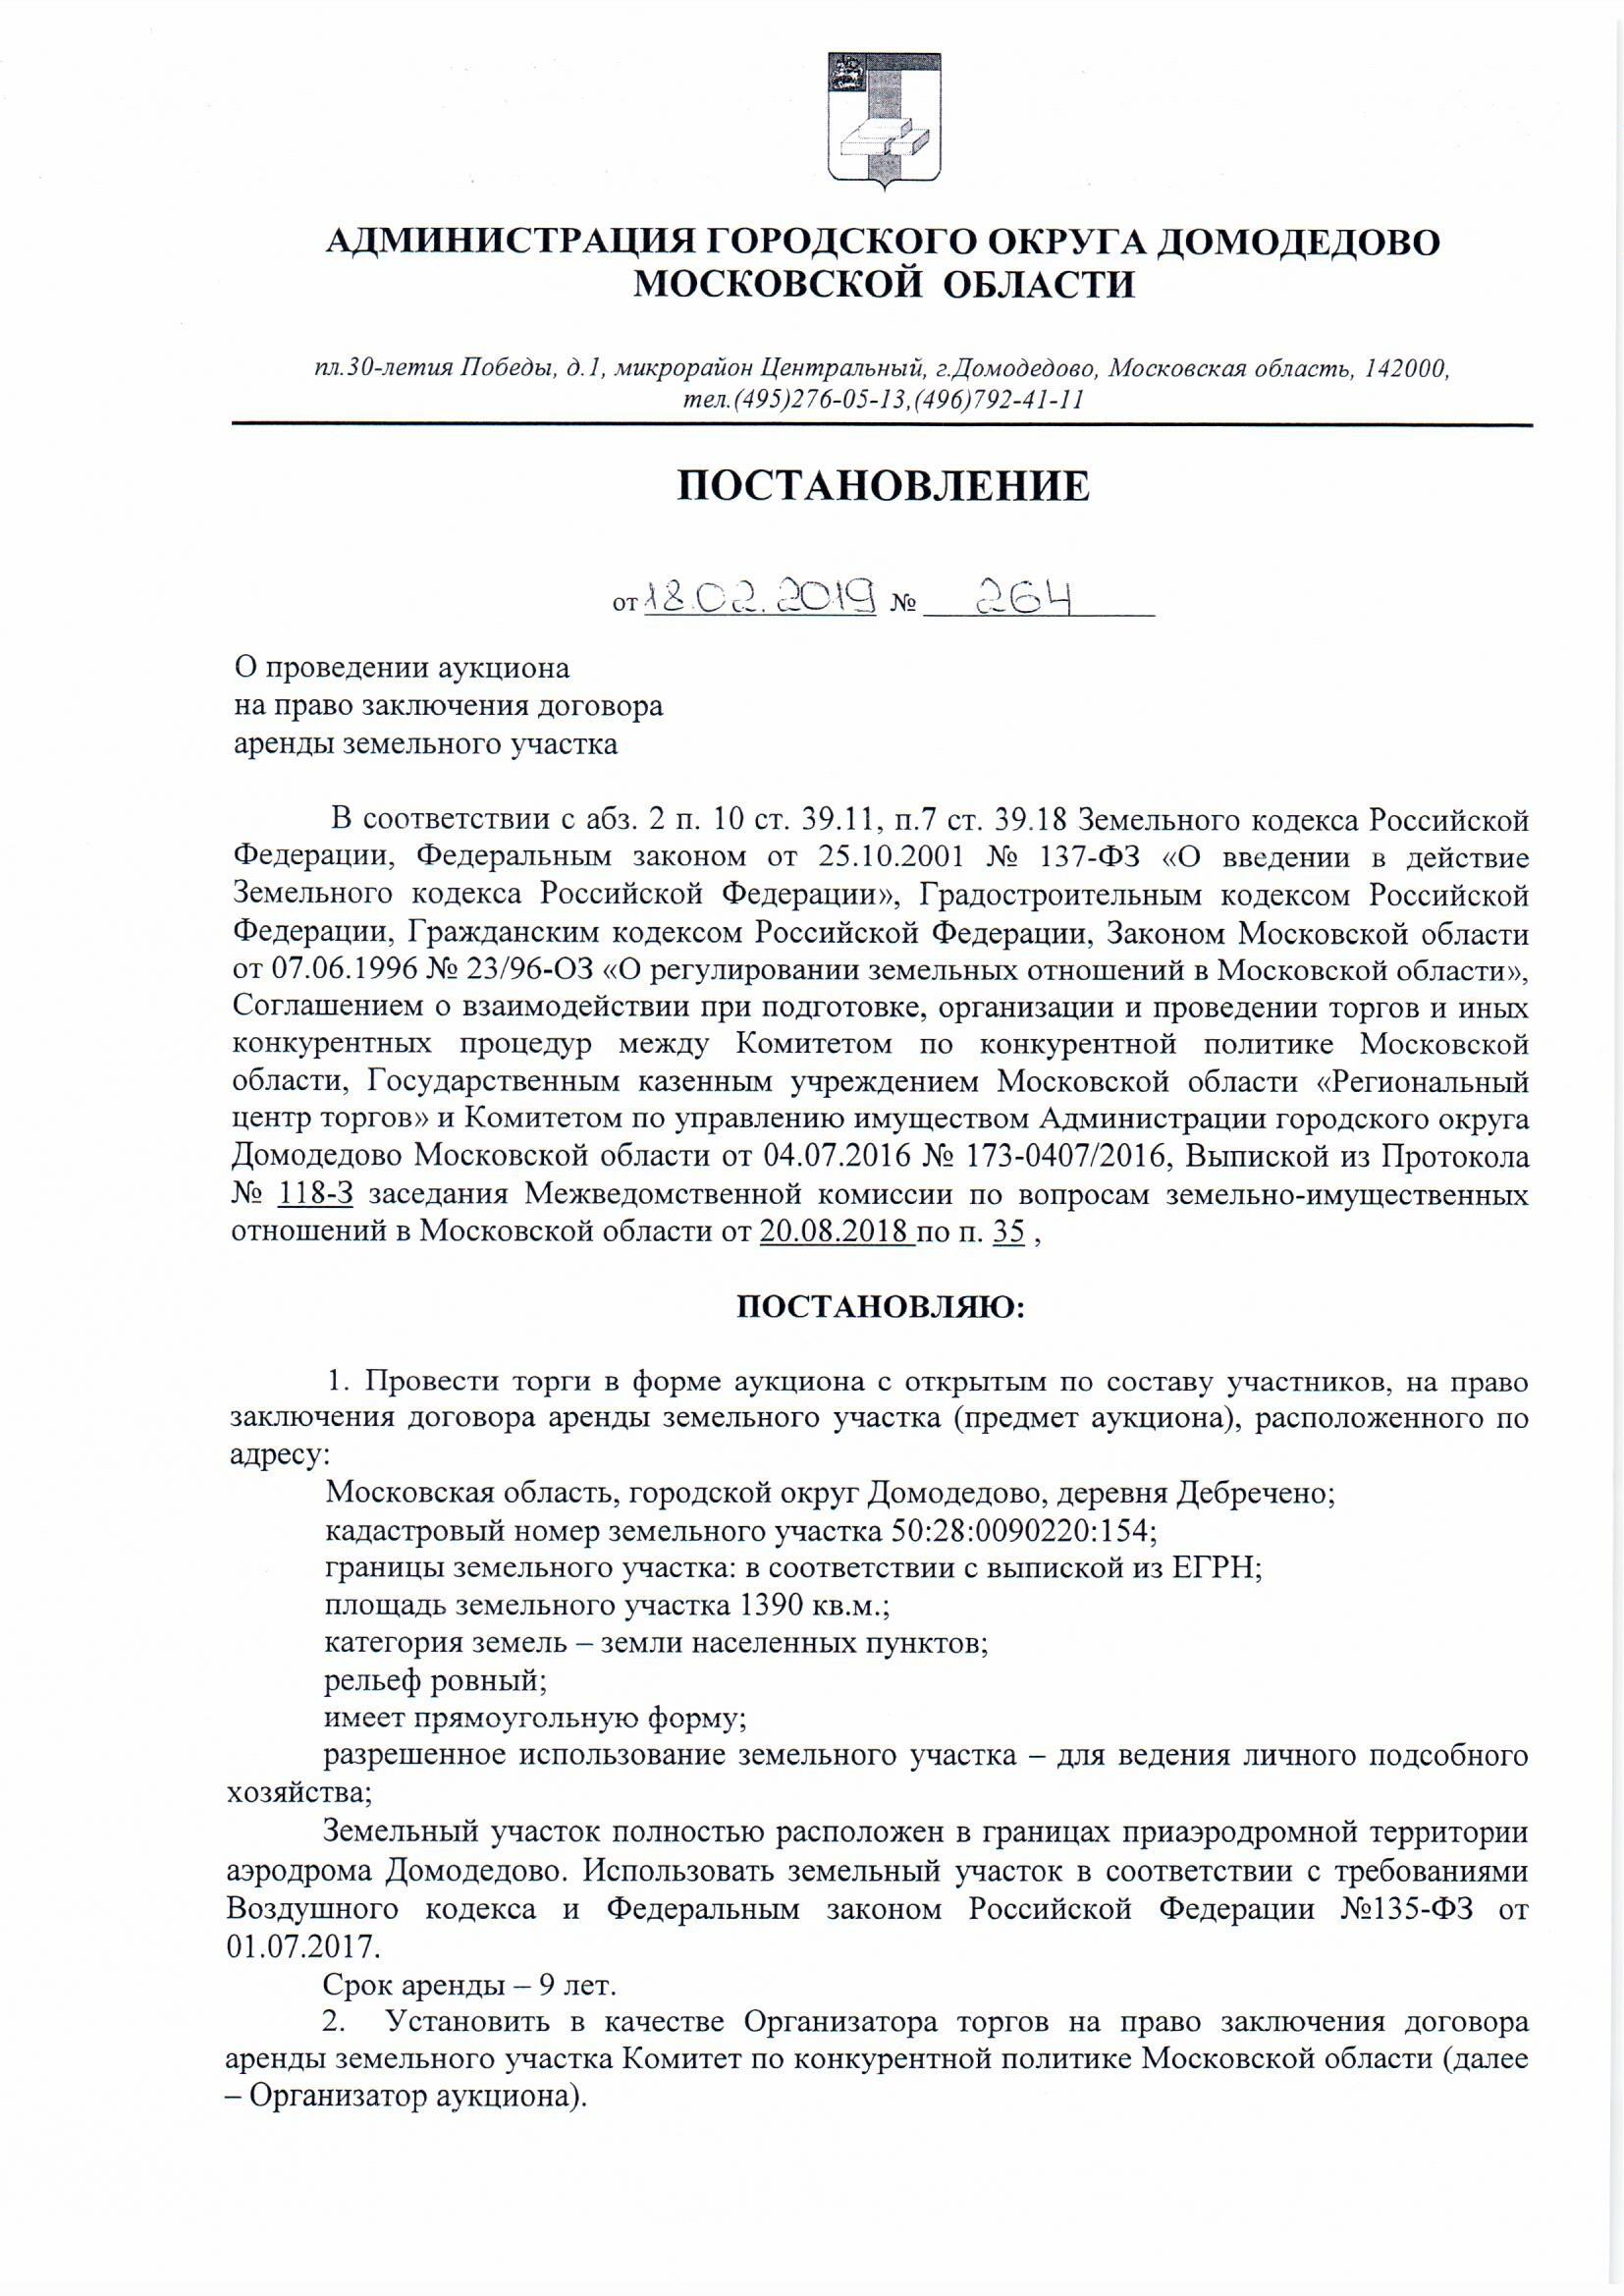 АДМИНИСТРАЦИЯ ГОРОДСКОГО ОКРУГА ДОМОДЕДОВО
МОСКОВСКОЙ ОБЛАСТИ
пл.30-летия Победы, д.1, микрорайон Центральный, г.Домодедово, Московская область, 142000,
тел.(495)276-05-13,(496)792-41-11
ПОСТАНОВЛЕНИЕ
от 18.02.2019 № 264
О проведении аукциона
на право заключения договора
аренды земельного участка
В соответствии с абз. 2 п. 10 ст. 39.11, п.7 ст. 39.18 Земельного кодекса Российской
Федерации, Федеральным законом от 25.10.2001 № 137-ФЗ «О введении в действие
Земельного кодекса Российской Федерации», Градостроительным кодексом Российской
Федерации, Гражданским кодексом Российской Федерации, Законом Московской области
от 07.06.1996 № 23/96-ОЗ «О регулировании земельных отношений в Московской области»,
Соглашением о взаимодействии при подготовке, организации и проведении торгов и иных
конкурентных процедур между Комитетом по конкурентной политике Московской
области, Государственным казенным учреждением Московской области «Региональный
центр торгов» и Комитетом по управлению имуществом Администрации городского округа
Домодедово Московской области от 04.07.2016 № 173-0407/2016, Выпиской из Протокола
№ 118-З заседания Межведомственной комиссии по вопросам земельно-имущественных
отношений в Московской области от 20.08.2018 по п. 35 ,
ПОСТАНОВЛЯЮ:
1. Провести торги в форме аукциона с открытым по составу участников, на право
заключения договора аренды земельного участка (предмет аукциона), расположенного по
адресу:
Московская область, городской округ Домодедово, деревня Дебречено;
кадастровый номер земельного участка 50:28:0090220:154;
границы земельного участка: в соответствии с выпиской из ЕГРН;
площадь земельного участка 1390 кв.м.;
категория земель – земли населенных пунктов;
рельеф ровный;
имеет прямоугольную форму;
разрешенное использование земельного участка – для ведения личного подсобного
хозяйства;
Земельный участок полностью расположен в границах приаэродромной территории
аэродрома Домодедово. Использовать земельный участок в соответствии с требованиями
Воздушного кодекса и Федеральным законом Российской Федерации №135-ФЗ от
01.07.2017.
Срок аренды – 9 лет.
2. Установить в качестве Организатора торгов на право заключения договора
аренды земельного участка Комитет по конкурентной политике Московской области (далее
– Организатор аукциона).